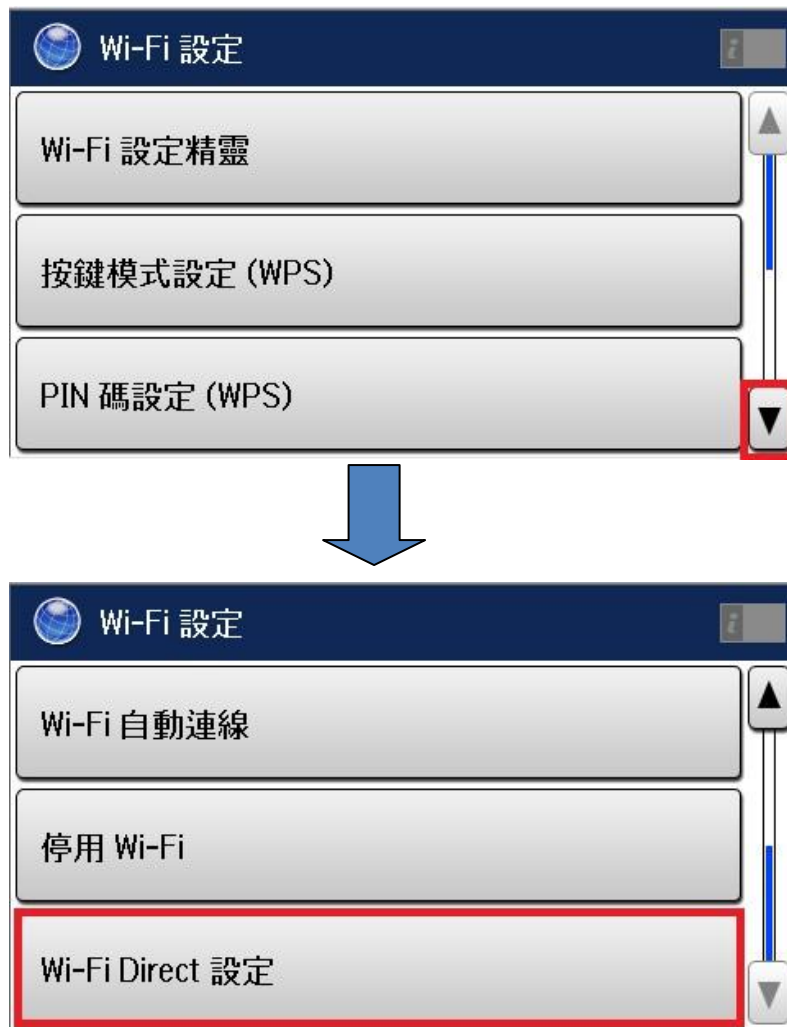 Wi-Fi 設定
Wi-Fi 設定精靈
按鍵模式設定 (WPS)
PIN 碼設定 (WPS)
Wi-Fi 設定
Wi-Fi 自動連線
停用 Wi-Fi
Wi-Fi Direct 設定